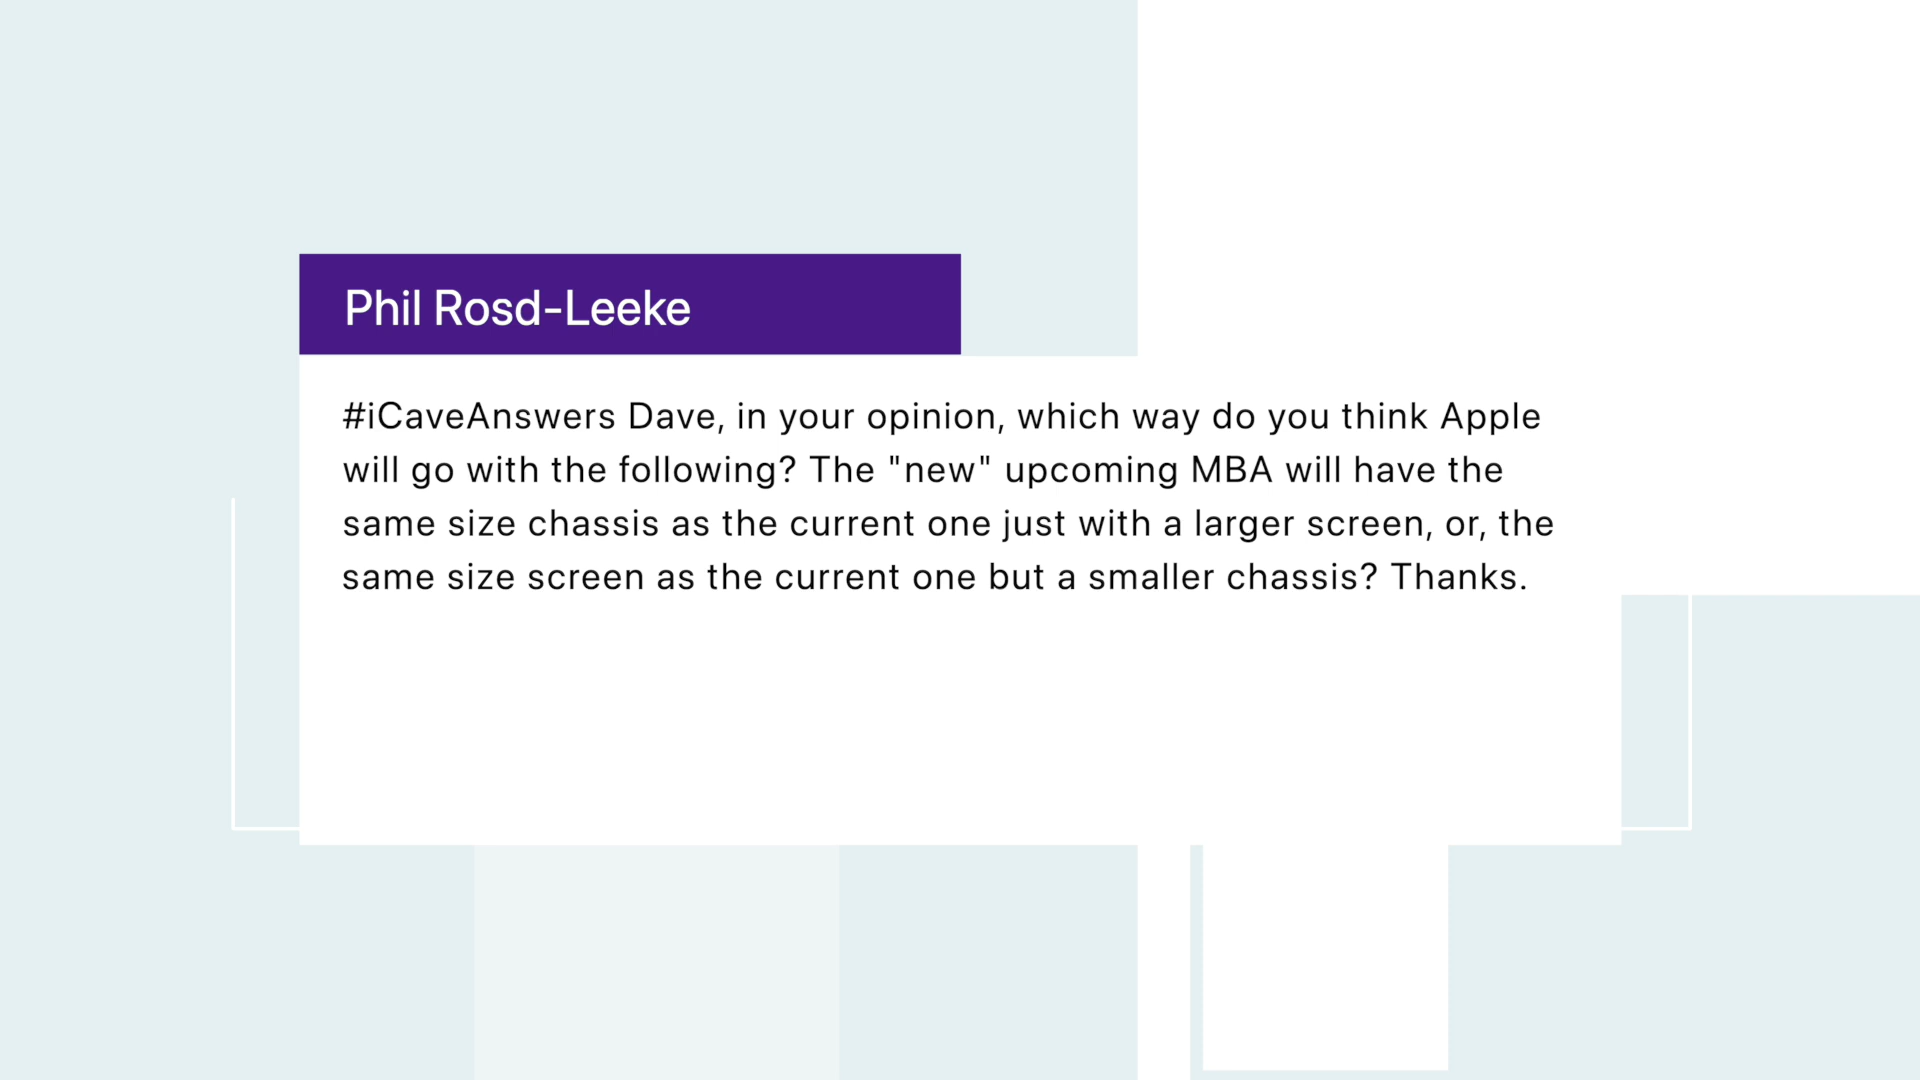 Phil Rosd-Leeke
#iCaveAnswers Dave, in your opinion, which way do you think Apple
will go with the following? The "new" upcoming MBA will have the
same size chassis as the current one just with a larger screen, or, the
same size screen as the current one but a smaller chassis? Thanks.